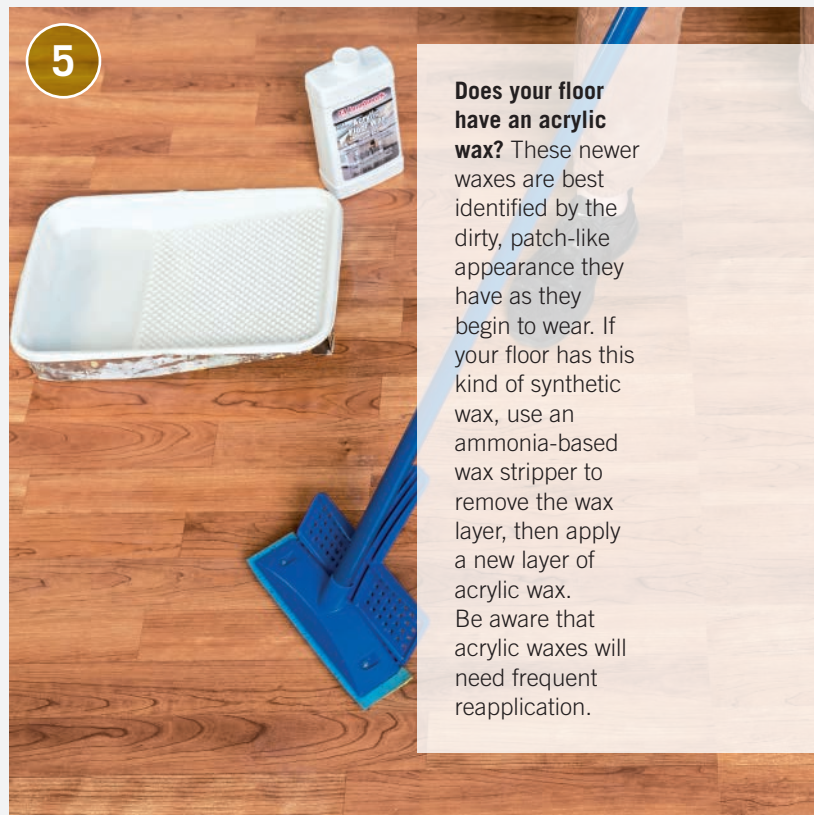 5
Does your floor
have an acrylic
wax? These newer
waxes are best
identified by the
dirty, patch-like
appearance they
have as they
begin to wear. If
your floor has this
kind of synthetic
wax, use an
ammonia-based
wax stripper to
remove the wax
layer, then apply
a new layer of
acrylic wax.
Be aware that
acrylic waxes will
need frequent
reapplication.
Acrylic
Floor Wax